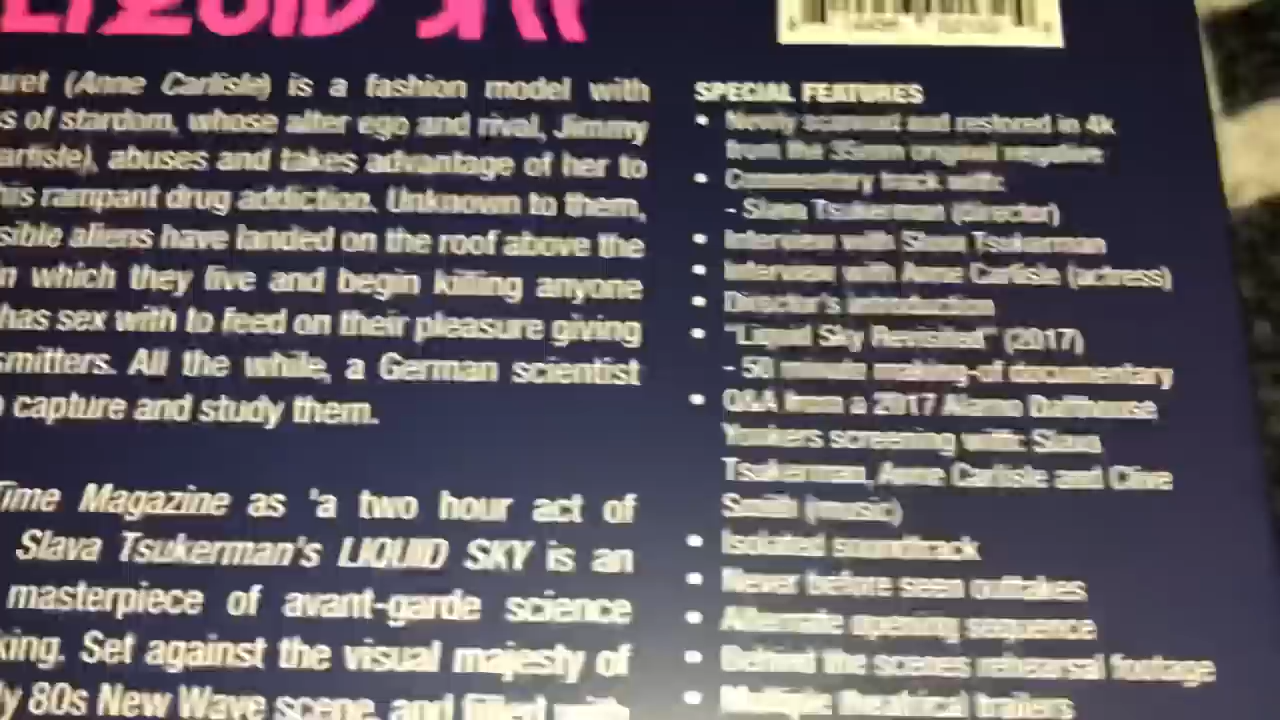 LIQUID SKY
aret (Anne Carlisle) is a fashion model with
s of stardom, whose alter ego and rival, Jimmy
arlisle), abuses and takes advantage of her to
his rampant drug addiction. Unknown to them,
sible aliens have landed on the roof above the
n which they live and begin killing anyone
has sex with to feed on their pleasure giving
smitters. All the while, a German scientist
capture and study them.
Time Magazine as 'a two hour act of
Slava Tsukerman's LIQUID SKY is an
masterpiece of avant-garde science
king. Set against the visual majesty of
ly 80s New Wave scene, and filled with
SPECIAL FEATURES
• Newly scanned and restored in 4k
from the 35mm original negative
• Commentary track with:
- Slava Tsukerman (director)
• Interview with Slava Tsukerman
• Interview with Anne Carlisle (actress)
• Director's introduction
• "Liquid Sky Revisited" (2017)
- 50 minute making-of documentary
• Q&A from a 2017 Alamo Drafthouse
Yonkers screening with: Slava
Tsukerman, Anne Carlisle and Clive
Smith (music)
• Isolated soundtrack
• Never before seen outtakes
• Alternate opening sequence
• Behind the scenes rehearsal footage
• Multiple theatrical trailers